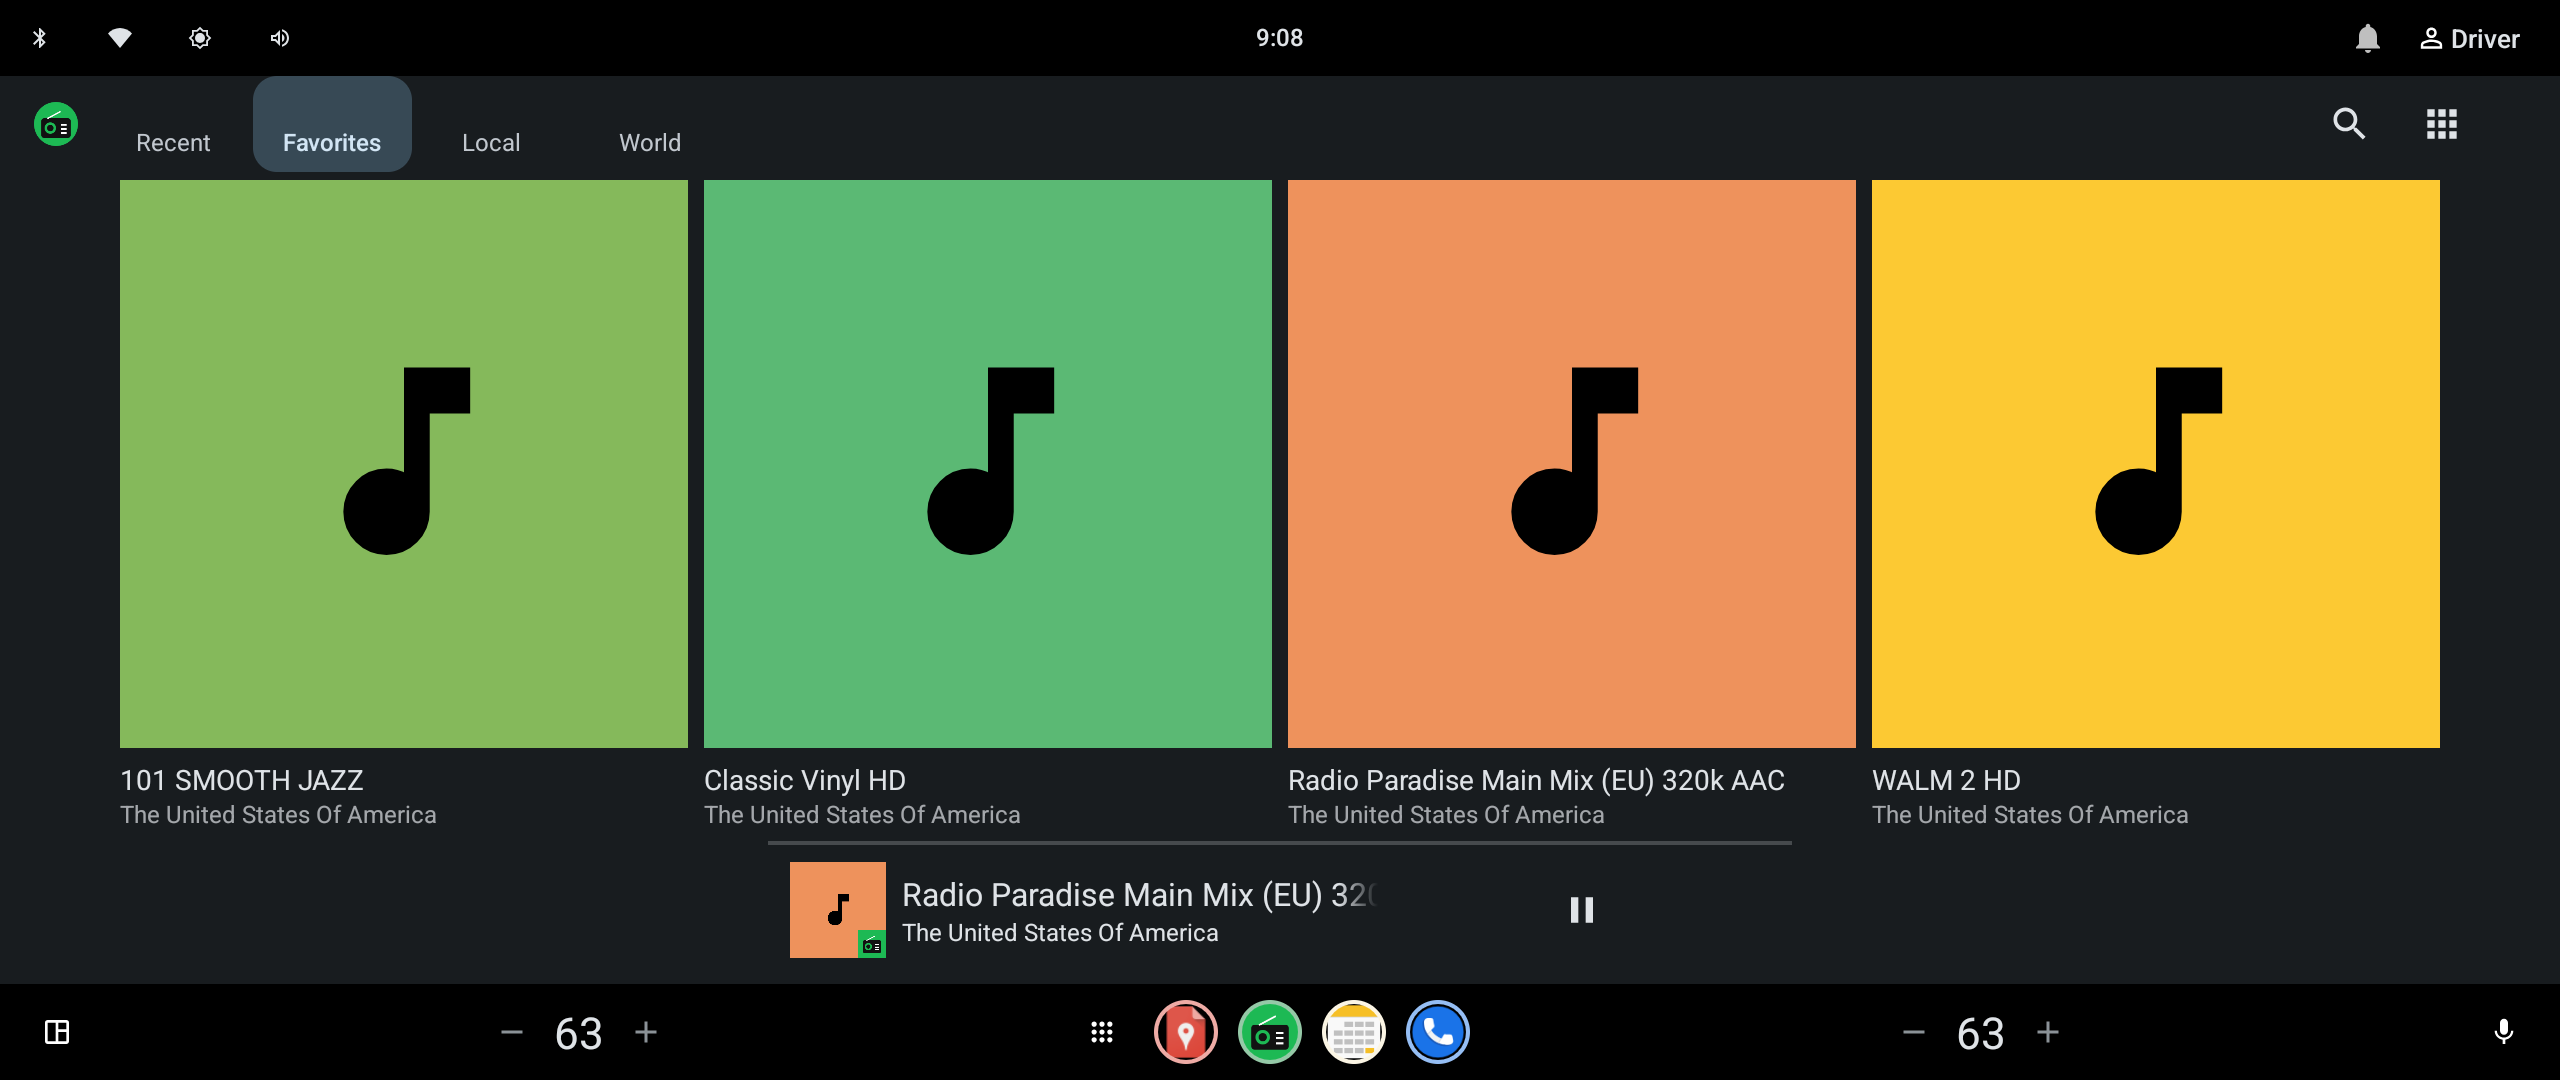 9:08
Driver
Recent
Favorites
Local
World
101 SMOOTH JAZZ
The United States Of America
Classic Vinyl HD
The United States Of America
Radio Paradise Main Mix (EU) 320k AAC
The United States Of America
WALM 2 HD
The United States Of America
Radio Paradise Main Mix (EU) 320
The United States Of America
63
63